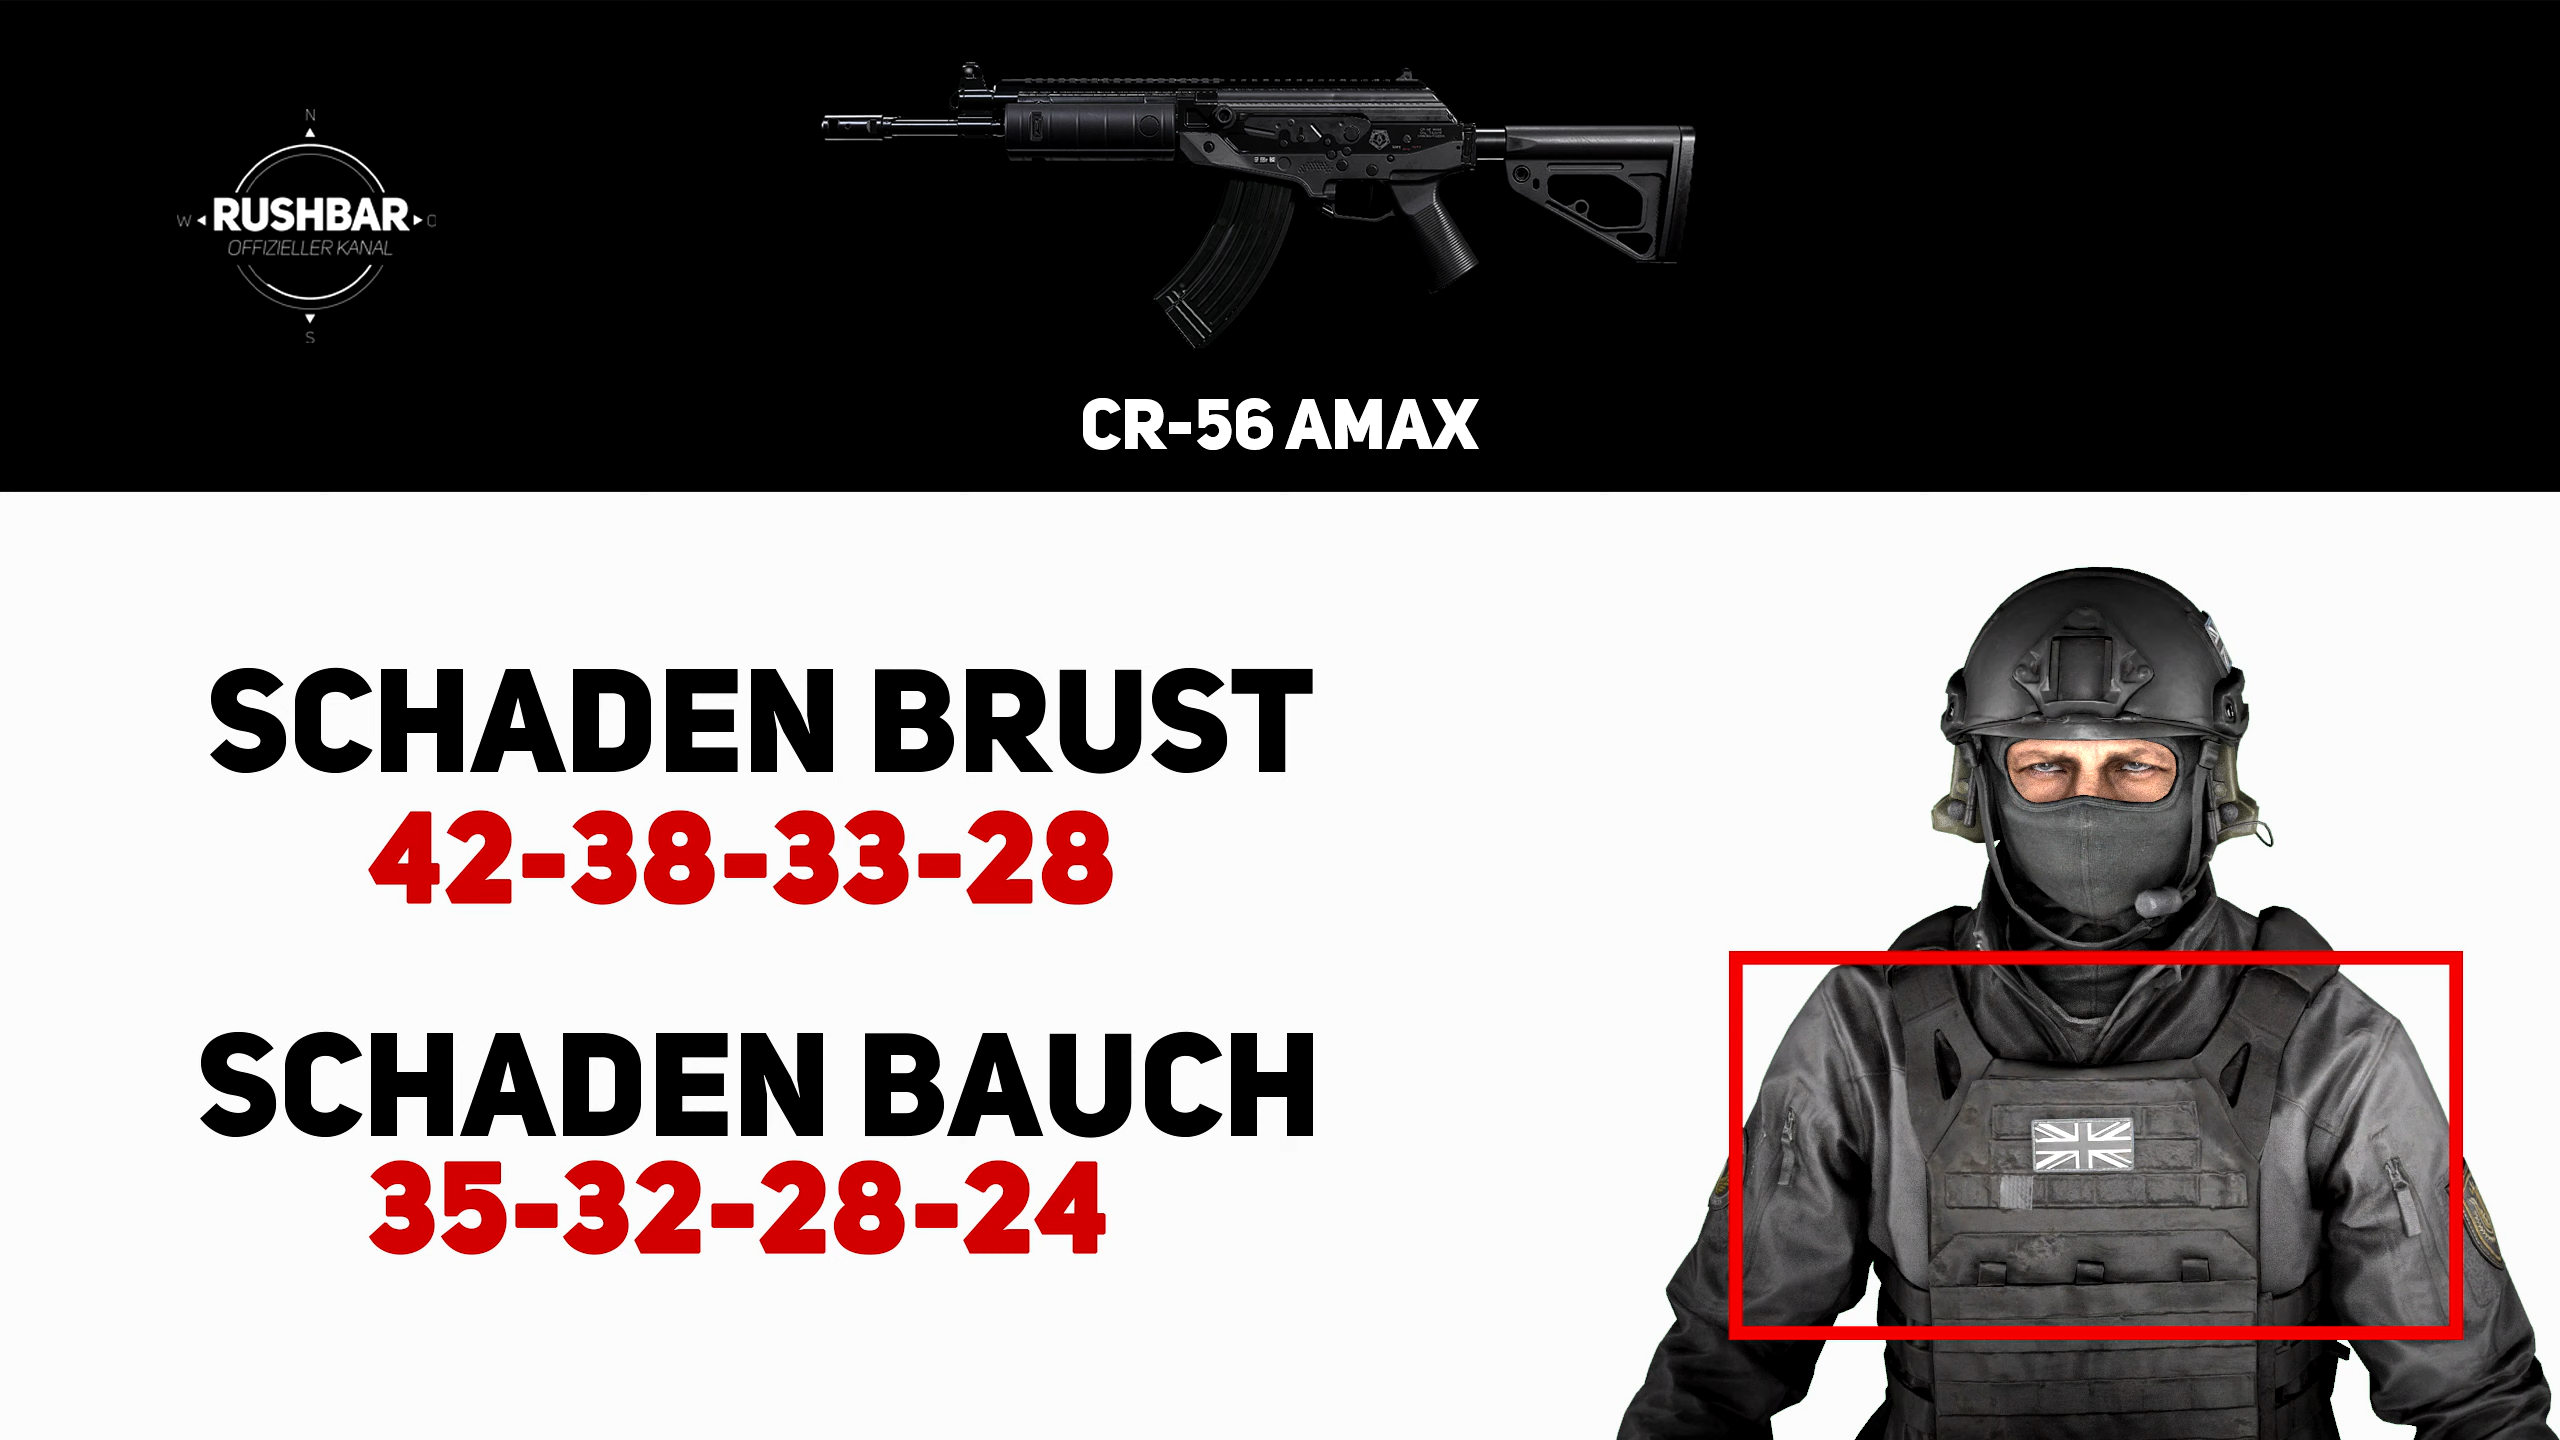 N
W RUSHBAR O
OFFIZIELLER KANAL
S
CR-56 AMAX
SCHADEN BRUST
42-38-33-28
SCHADEN BAUCH
35-32-28-24